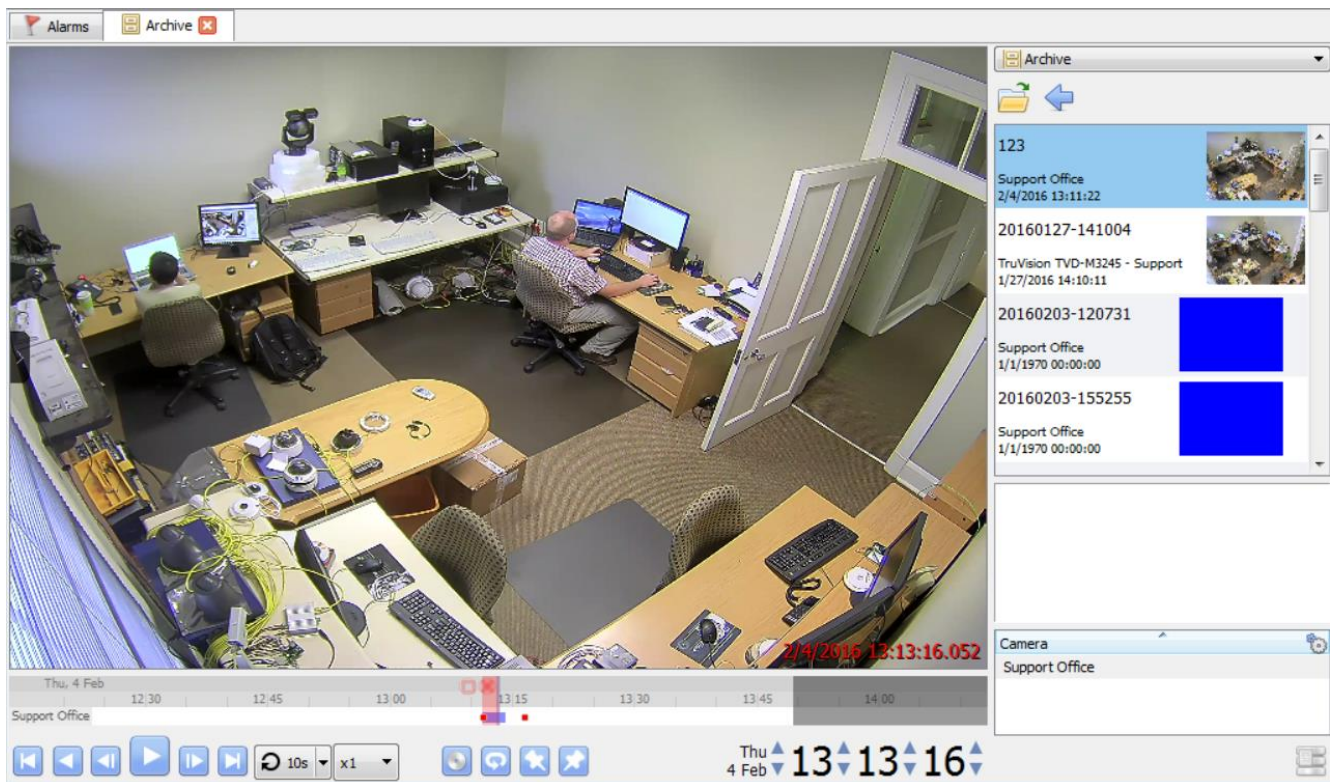 Alarms
Archive
Archive
123
Support Office
2/4/2016 13:11:22
20160127-141004
TruVision TVD-M3245 - Support
1/27/2016 14:10:11
20160203-120731
Support Office
1/1/1970 00:00:00
20160203-155255
Support Office
1/1/1970 00:00:00
2/4/2016 13:13:16.052
Camera
Support Office
Thu, 4 Feb
12:30 12:45 13:00 13:15 13:30 13:45 14:00
Support Office
10s x1
Thu
4 Feb
13 13 16